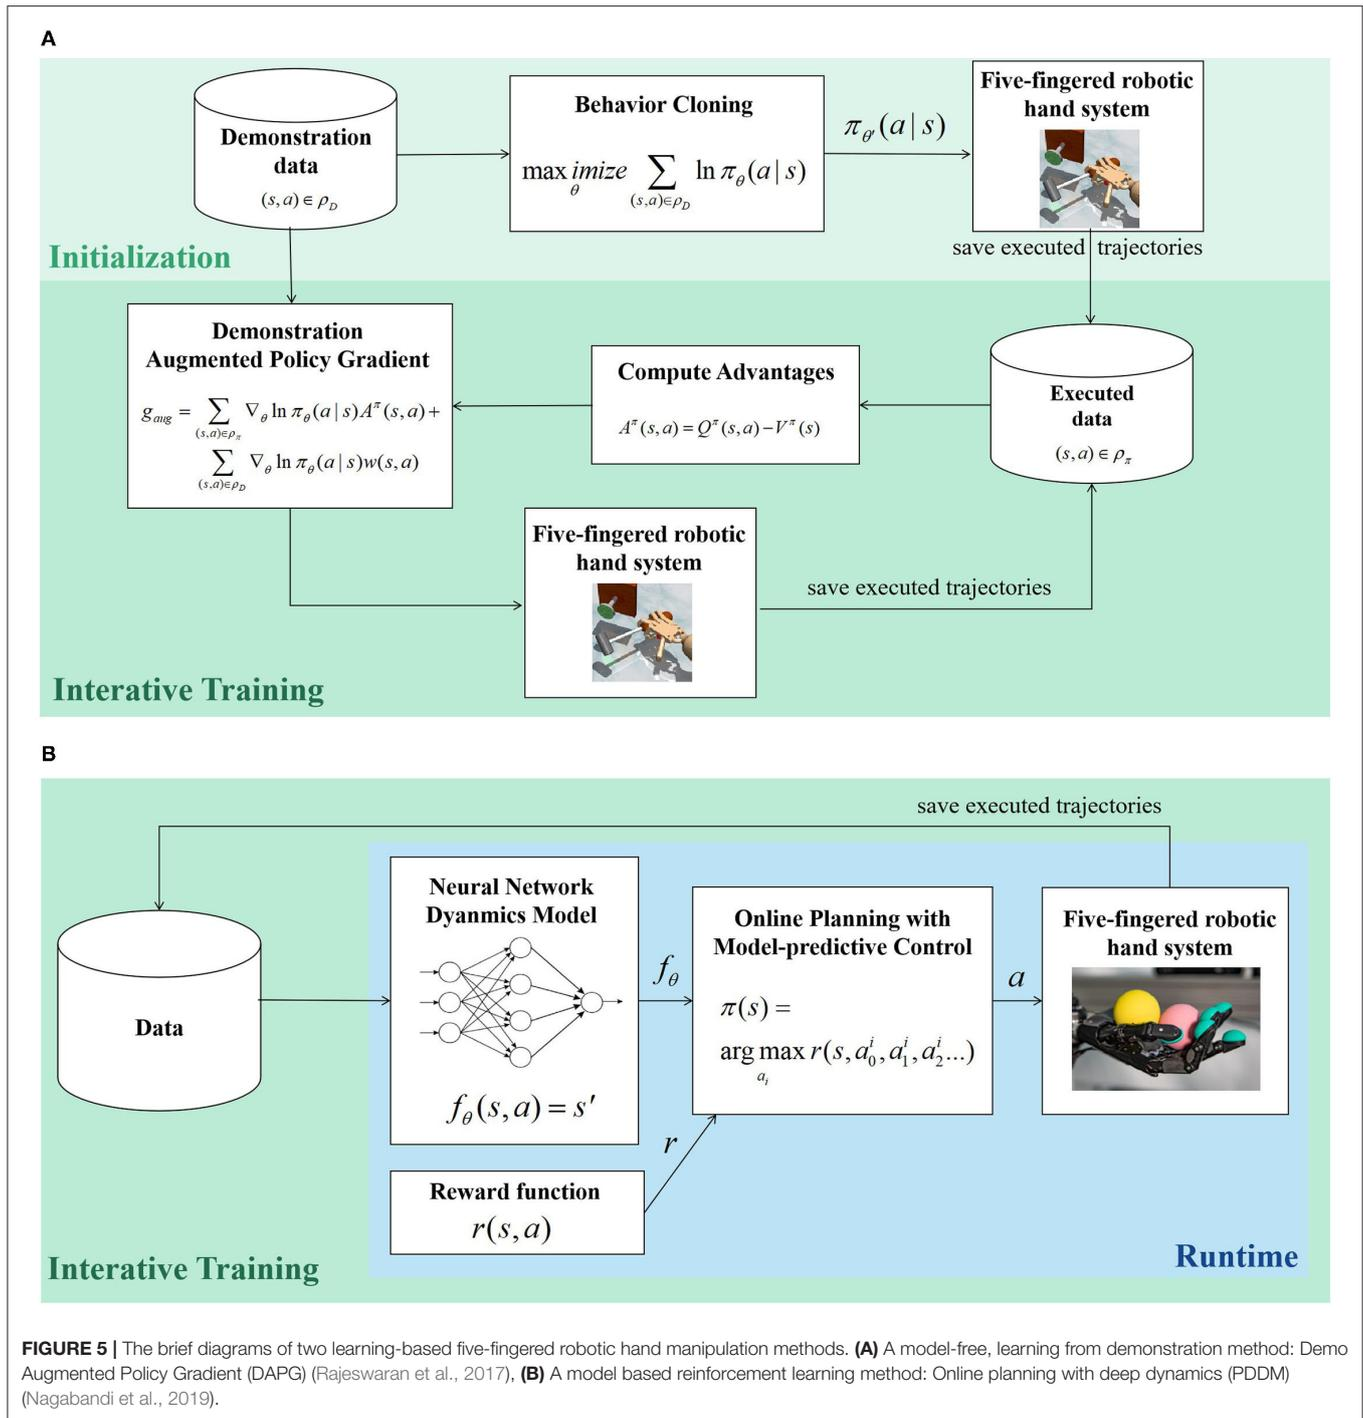 A
Demonstration
data
(s,a) ∈ ρ_D
Behavior Cloning
max imize_θ ∑_{(s,a)∈ρ_D} ln π_θ(a | s)
π_{θ'}(a | s)
Five-fingered robotic
hand system
save executed trajectories
Initialization
Demonstration
Augmented Policy Gradient
g_{aug} = ∑_{(s,a)∈ρ_π} ∇_θ ln π_θ(a | s)A^π(s,a)+
∑_{(s,a)∈ρ_D} ∇_θ ln π_θ(a | s)w(s,a)
Compute Advantages
A^π(s,a) = Q^π(s,a) − V^π(s)
Executed
data
(s,a) ∈ ρ_π
Five-fingered robotic
hand system
save executed trajectories
Interative Training
B
save executed trajectories
Data
Neural Network
Dyanmics Model
f_θ(s,a) = s′
f_θ
Online Planning with
Model-predictive Control
π(s) =
arg max_{a_i} r(s,a_0^i,a_1^i,a_2^i...)
a
Five-fingered robotic
hand system
r
Reward function
r(s,a)
Interative Training
Runtime
FIGURE 5 | The brief diagrams of two learning-based five-fingered robotic hand manipulation methods. (A) A model-free, learning from demonstration method: Demo
Augmented Policy Gradient (DAPG) (Rajeswaran et al., 2017), (B) A model based reinforcement learning method: Online planning with deep dynamics (PDDM)
(Nagabandi et al., 2019).